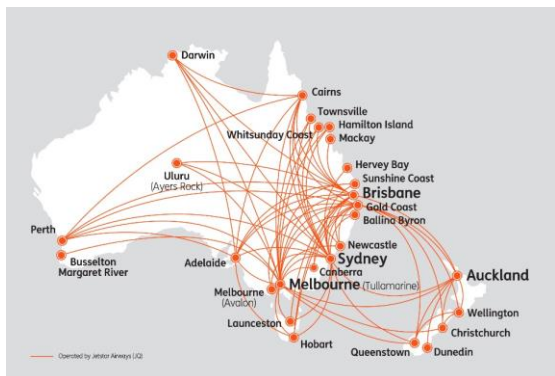 Darwin
Cairns
Townsville
Whitsunday Coast
Hamilton Island
Mackay
Uluru
(Ayers Rock)
Hervey Bay
Sunshine Coast
Brisbane
Gold Coast
Ballina Byron
Perth
Busselton
Margaret River
Adelaide
Newcastle
Sydney
Canberra
Melbourne (Tullamarine)
Melbourne
(Avalon)
Auckland
Launceston
Hobart
Wellington
Christchurch
Queenstown
Dunedin
Operated by Jetstar Airways (JQ)